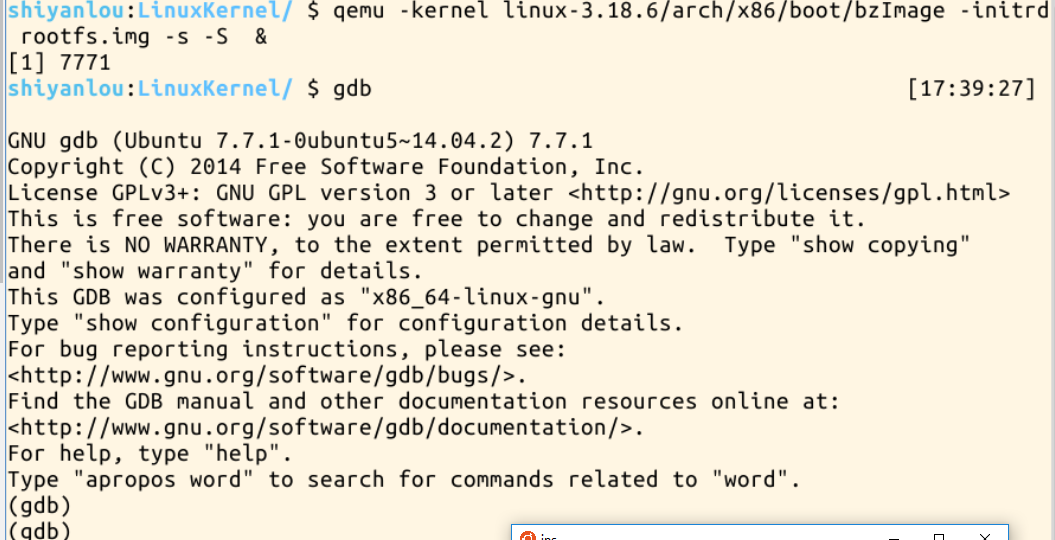 shiyanlou:LinuxKernel/ $ qemu -kernel linux-3.18.6/arch/x86/boot/bzImage -initrd
rootfs.img -s -S  &
[1] 7771
shiyanlou:LinuxKernel/ $ gdb [17:39:27]
GNU gdb (Ubuntu 7.7.1-0ubuntu5~14.04.2) 7.7.1
Copyright (C) 2014 Free Software Foundation, Inc.
License GPLv3+: GNU GPL version 3 or later <http://gnu.org/licenses/gpl.html>
This is free software: you are free to change and redistribute it.
There is NO WARRANTY, to the extent permitted by law.  Type "show copying"
and "show warranty" for details.
This GDB was configured as "x86_64-linux-gnu".
Type "show configuration" for configuration details.
For bug reporting instructions, please see:
<http://www.gnu.org/software/gdb/bugs/>.
Find the GDB manual and other documentation resources online at:
<http://www.gnu.org/software/gdb/documentation/>.
For help, type "help".
Type "apropos word" to search for commands related to "word".
(gdb)
(gdb)